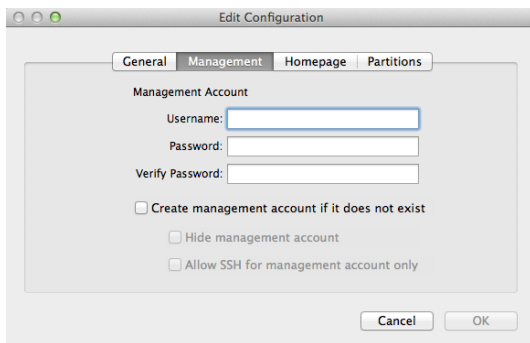 Edit Configuration
General Management Homepage Partitions
Management Account
Username:
Password:
Verify Password:
Create management account if it does not exist
Hide management account
Allow SSH for management account only
Cancel OK